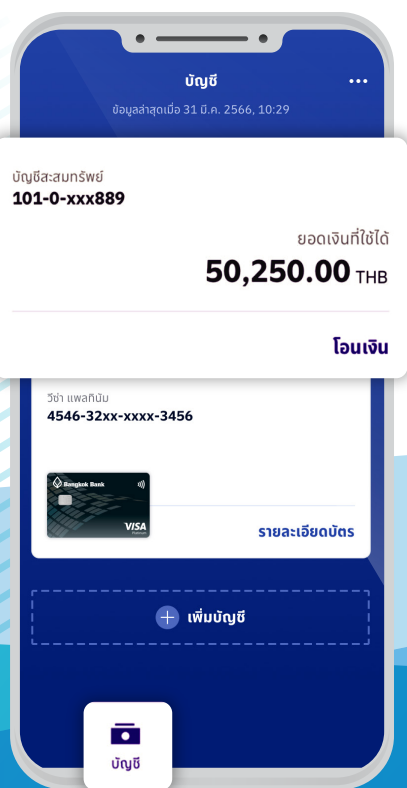 บัญชี
ข้อมูลล่าสุดเมื่อ 31 มี.ค. 2566, 10:29
บัญชีสะสมทรัพย์
101-0-xxx889
ยอดเงินที่ใช้ได้
50,250.00 THB
โอนเงิน
วีซ่า แพลทินัม
4546-32xx-xxxx-3456
Bangkok Bank
VISA
Platinum
รายละเอียดบัตร
เพิ่มบัญชี
บัญชี